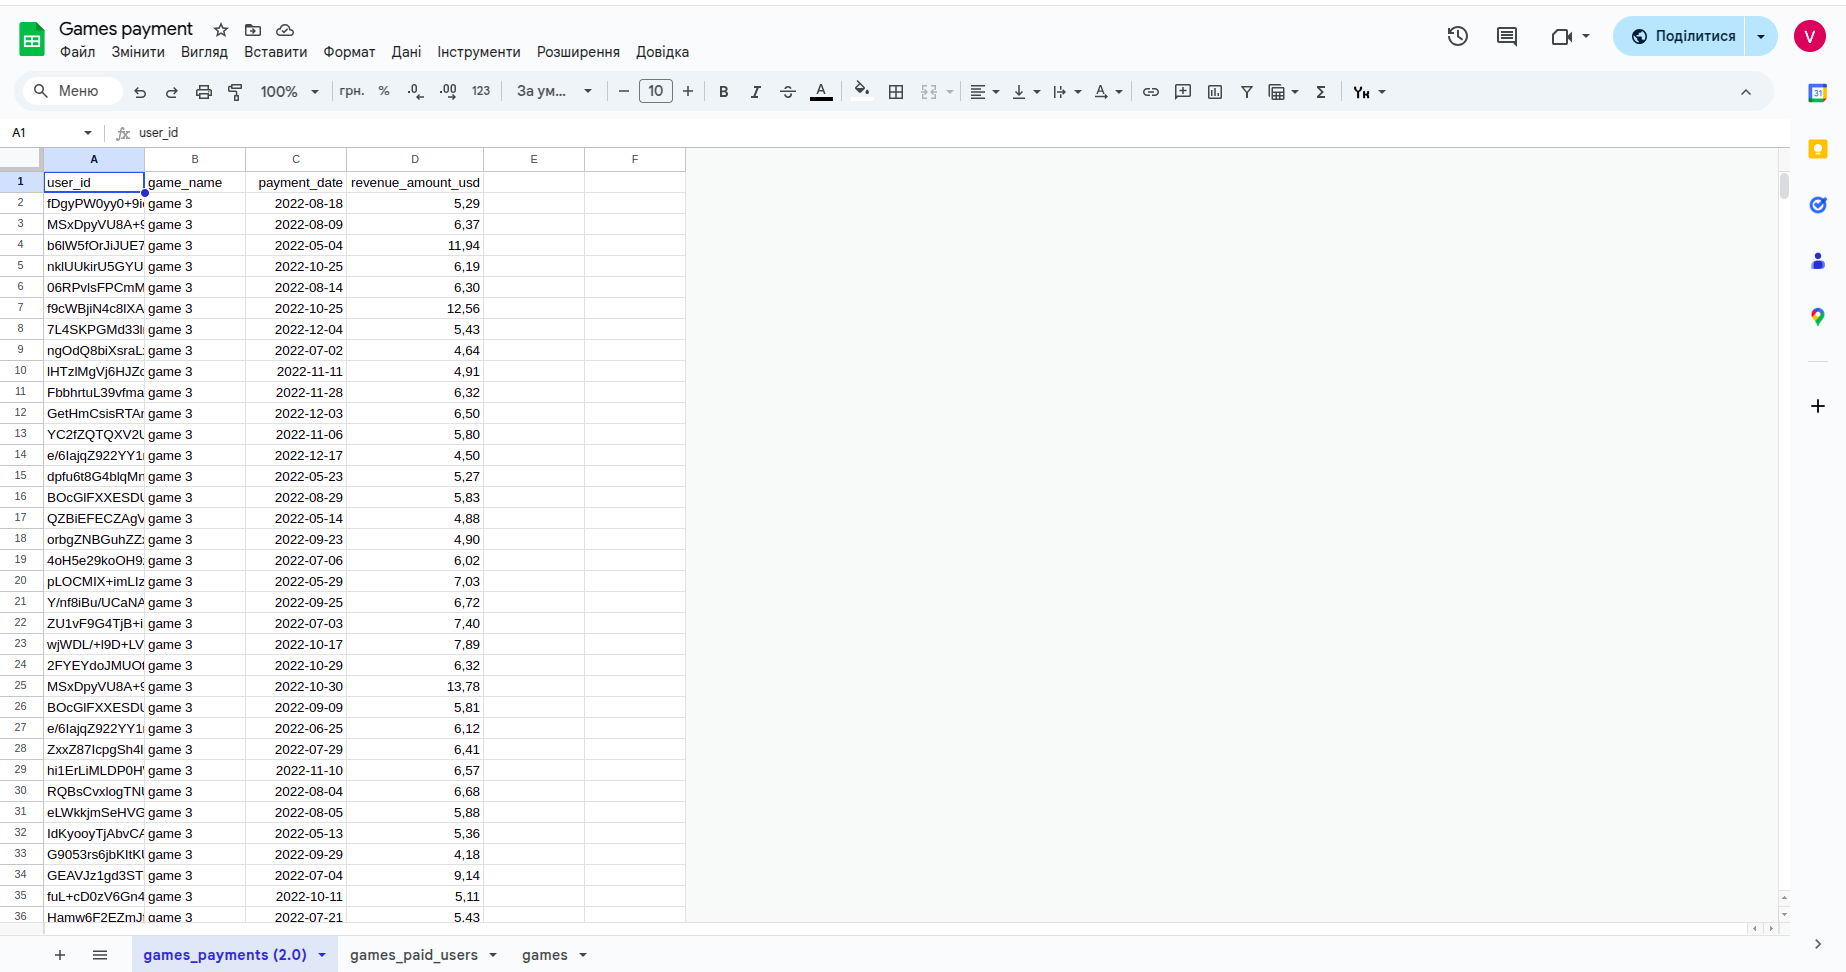 Games payment
Файл Змінити Вигляд Вставити Формат Дані Інструменти Розширення Довідка
Поділитися
V
Меню 100% грн. % .0 .00 123 За ум... 10 B I A
31
A1 user_id
A B C D E F
1 user_id game_name payment_date revenue_amount_usd
2 fDgyPW0yy0+9i game 3 2022-08-18 5,29
3 MSxDpyVU8A+9 game 3 2022-08-09 6,37
4 b6lW5fOrJiJUE7 game 3 2022-05-04 11,94
5 nklUUkirU5GYU game 3 2022-10-25 6,19
6 06RPvlsFPCmM game 3 2022-08-14 6,30
7 f9cWBjiN4c8lXA game 3 2022-10-25 12,56
8 7L4SKPGMd33l game 3 2022-12-04 5,43
9 ngOdQ8biXsraL game 3 2022-07-02 4,64
10 lHTzlMgVj6HJZ game 3 2022-11-11 4,91
11 FbbhrtuL39vfma game 3 2022-11-28 6,32
12 GetHmCsisRTA game 3 2022-12-03 6,50
13 YC2fZQTQXV2U game 3 2022-11-06 5,80
14 e/6IajqZ922YY1 game 3 2022-12-17 4,50
15 dpfu6t8G4blqM game 3 2022-05-23 5,27
16 BOcGlFXXESDU game 3 2022-08-29 5,83
17 QZBiEFECZAgV game 3 2022-05-14 4,88
18 orbgZNBGuhZZ game 3 2022-09-23 4,90
19 4oH5e29koOH9 game 3 2022-07-06 6,02
20 pLOCMIX+imLIz game 3 2022-05-29 7,03
21 Y/nf8iBu/UCaNA game 3 2022-09-25 6,72
22 ZU1vF9G4TjB+i game 3 2022-07-03 7,40
23 wjWDL/+l9D+LV game 3 2022-10-17 7,89
24 2FYEYdoJMUO game 3 2022-10-29 6,32
25 MSxDpyVU8A+9 game 3 2022-10-30 13,78
26 BOcGlFXXESDU game 3 2022-09-09 5,81
27 e/6IajqZ922YY1 game 3 2022-06-25 6,12
28 ZxxZ87IcpgSh4l game 3 2022-07-29 6,41
29 hi1ErLiMLDP0H game 3 2022-11-10 6,57
30 RQBsCvxlogTN game 3 2022-08-04 6,68
31 eLWkkjmSeHVG game 3 2022-08-05 5,88
32 IdKyooyTjAbvCA game 3 2022-05-13 5,36
33 G9053rs6jbKItK game 3 2022-09-29 4,18
34 GEAVJz1gd3ST game 3 2022-07-04 9,14
35 fuL+cD0zV6Gn4 game 3 2022-10-11 5,11
36 Hamw6F2EZmJ game 3 2022-07-21 5,43
games_payments (2.0) games_paid_users games